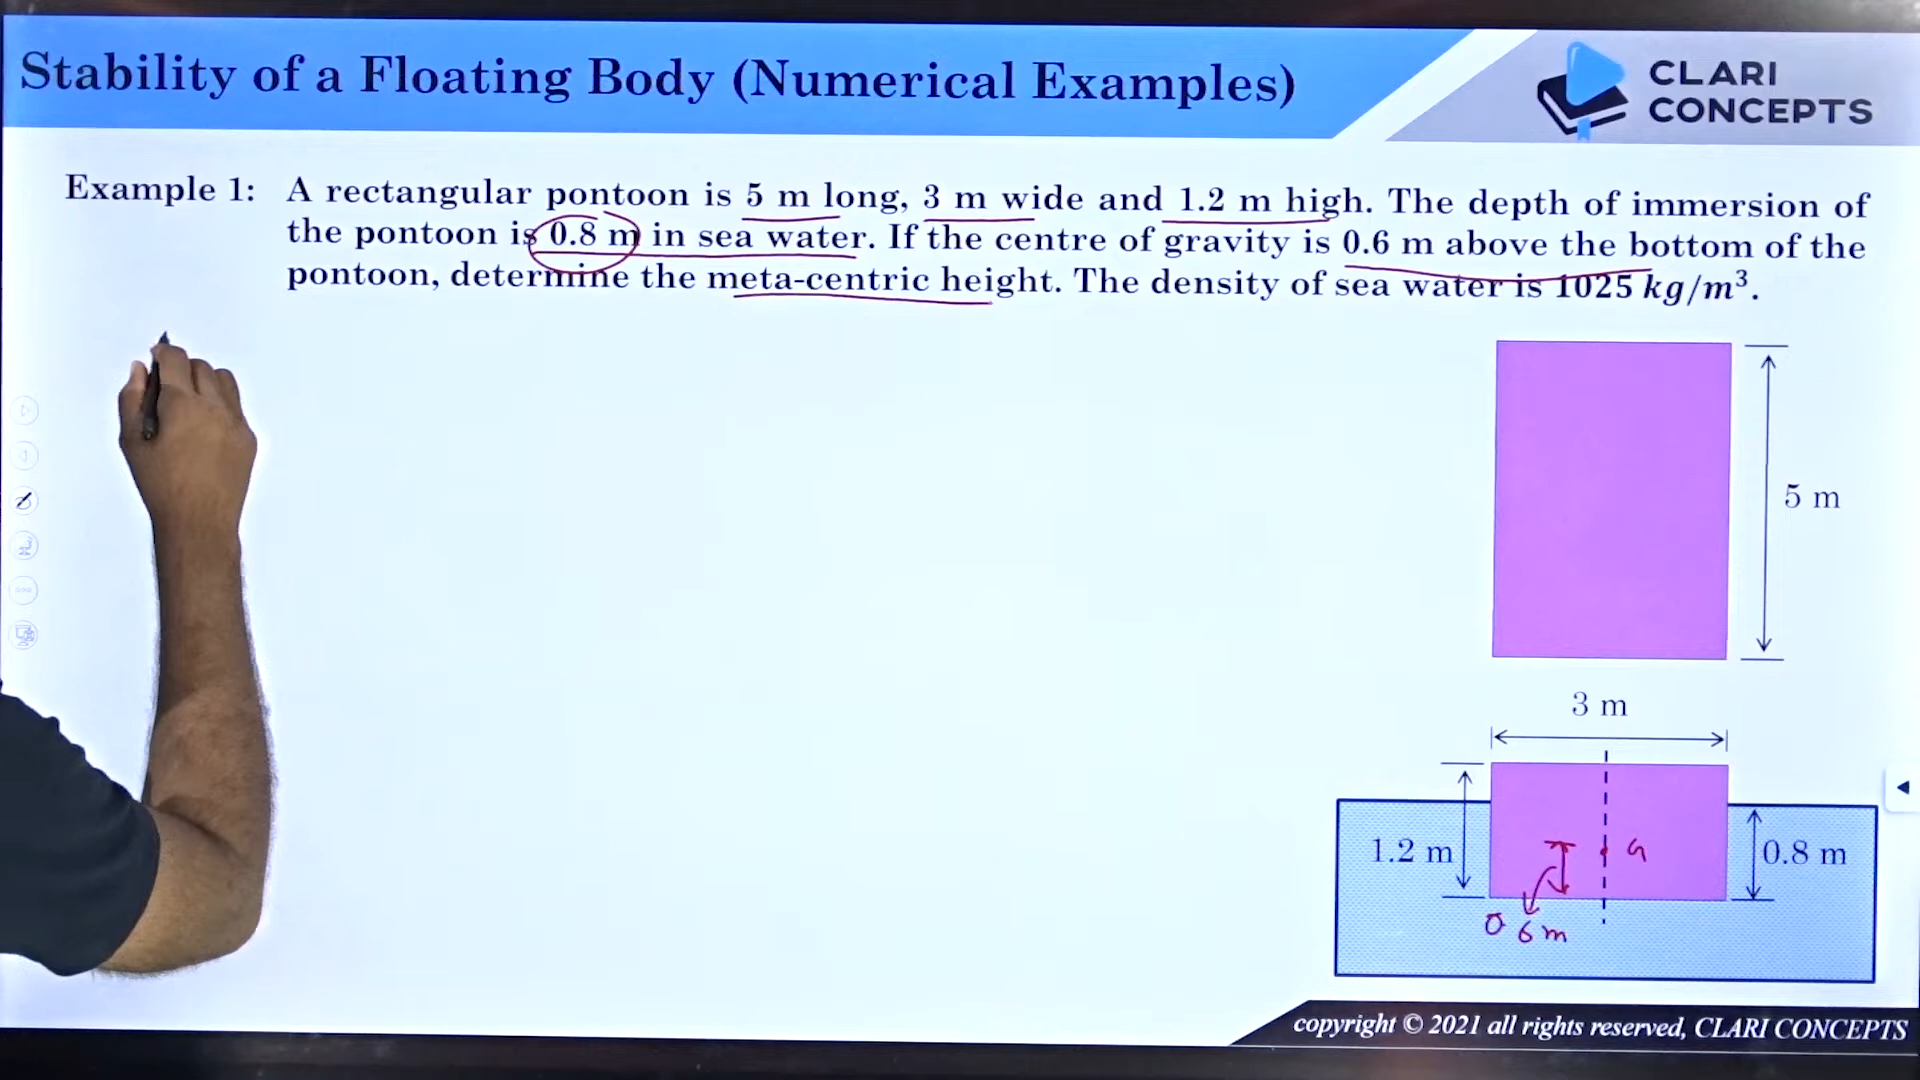 Stability of a Floating Body (Numerical Examples)
CLARI
CONCEPTS
Example 1: A rectangular pontoon is 5 m long, 3 m wide and 1.2 m high. The depth of immersion of
the pontoon is 0.8 m in sea water. If the centre of gravity is 0.6 m above the bottom of the
pontoon, determine the meta-centric height. The density of sea water is 1025 kg/m³.
5 m
3 m
1.2 m
G
0.8 m
0.6 m
copyright © 2021 all rights reserved, CLARI CONCEPTS